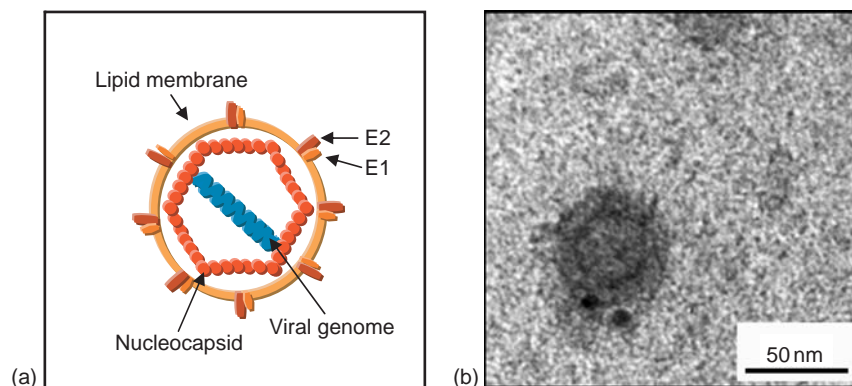 Lipid membrane
E2
E1
Nucleocapsid
Viral genome
(a)
50 nm
(b)